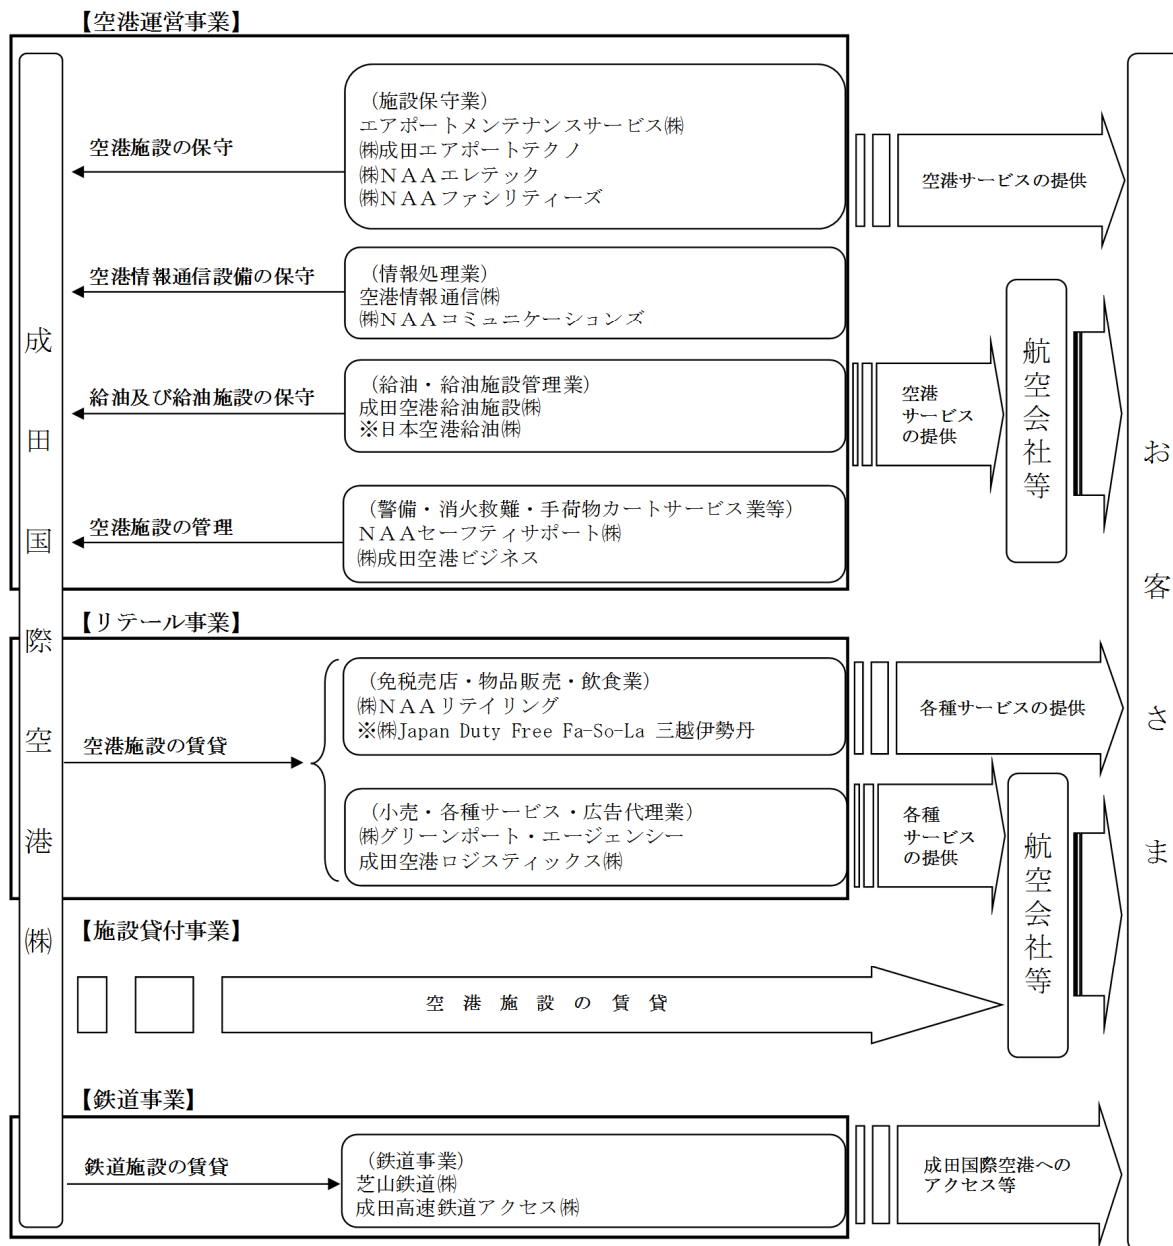 【空港運営事業】
（施設保守業）
エアポートメンテナンスサービス㈱
㈱成田エアポートテクノ
㈱ＮＡＡエレテック
㈱ＮＡＡファシリティーズ
空港施設の保守
空港サービスの提供
（情報処理業）
空港情報通信㈱
㈱ＮＡＡコミュニケーションズ
空港情報通信設備の保守
（給油・給油施設管理業）
成田空港給油施設㈱
※日本空港給油㈱
給油及び給油施設の保守
空港
サービス
の提供
航空会社等
（警備・消火救難・手荷物カートサービス業等）
ＮＡＡセーフティサポート㈱
㈱成田空港ビジネス
空港施設の管理
成田国際空港㈱
お客さま
【リテール事業】
（免税売店・物品販売・飲食業）
㈱ＮＡＡリテイリング
※㈱Japan Duty Free Fa-So-La 三越伊勢丹
空港施設の賃貸
各種サービスの提供
（小売・各種サービス・広告代理業）
㈱グリーンポート・エージェンシー
成田空港ロジスティックス㈱
各種
サービス
の提供
航空会社等
【施設貸付事業】
空港施設の賃貸
【鉄道事業】
（鉄道事業）
芝山鉄道㈱
成田高速鉄道アクセス㈱
鉄道施設の賃貸
成田国際空港への
アクセス等